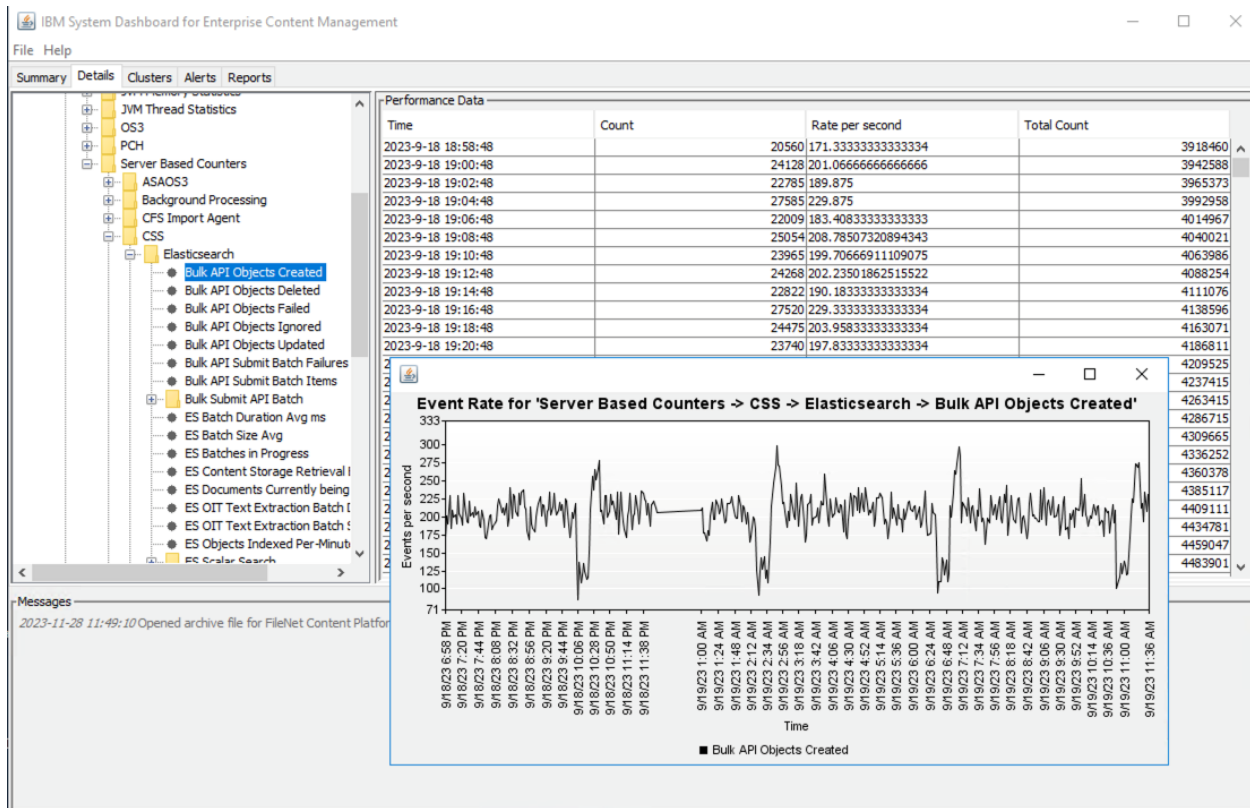 IBM System Dashboard for Enterprise Content Management
File Help
Summary Details Clusters Alerts Reports
JVM Thread Statistics
OS3
PCH
Server Based Counters
ASAOS3
Background Processing
CFS Import Agent
CSS
Elasticsearch
Bulk API Objects Created
Bulk API Objects Deleted
Bulk API Objects Failed
Bulk API Objects Ignored
Bulk API Objects Updated
Bulk API Submit Batch Failures
Bulk API Submit Batch Items
Bulk Submit API Batch
ES Batch Duration Avg ms
ES Batch Size Avg
ES Batches in Progress
ES Content Storage Retrieval
ES Documents Currently being
ES OIT Text Extraction Batch
ES OIT Text Extraction Batch
ES Objects Indexed Per-Minut
ES Scalar Search
Performance Data
Time Count Rate per second Total Count
2023-9-18 18:58:48 20560 171.33333333333334 3918460
2023-9-18 19:00:48 24128 201.06666666666666 3942588
2023-9-18 19:02:48 22785 189.875 3965373
2023-9-18 19:04:48 27585 229.875 3992958
2023-9-18 19:06:48 22009 183.40833333333333 4014967
2023-9-18 19:08:48 25054 208.78507320894343 4040021
2023-9-18 19:10:48 23965 199.70666911109075 4063986
2023-9-18 19:12:48 24268 202.23501862515522 4088254
2023-9-18 19:14:48 22822 190.18333333333334 4111076
2023-9-18 19:16:48 27520 229.33333333333334 4138596
2023-9-18 19:18:48 24475 203.95833333333334 4163071
2023-9-18 19:20:48 23740 197.83333333333334 4186811
4209525
4237415
4263415
4286715
4309665
4336252
4360378
4385117
4409111
4434781
4459047
4483901
Event Rate for 'Server Based Counters -> CSS -> Elasticsearch -> Bulk API Objects Created'
Events per second
333
300
275
250
225
200
175
150
125
100
71
9/18/23 6:58 PM
9/18/23 7:20 PM
9/18/23 7:44 PM
9/18/23 8:08 PM
9/18/23 8:32 PM
9/18/23 8:56 PM
9/18/23 9:20 PM
9/18/23 9:44 PM
9/18/23 10:06 PM
9/18/23 10:28 PM
9/18/23 10:50 PM
9/18/23 11:14 PM
9/18/23 11:38 PM
9/19/23 1:00 AM
9/19/23 1:24 AM
9/19/23 1:48 AM
9/19/23 2:12 AM
9/19/23 2:34 AM
9/19/23 2:56 AM
9/19/23 3:18 AM
9/19/23 3:42 AM
9/19/23 4:06 AM
9/19/23 4:30 AM
9/19/23 4:52 AM
9/19/23 5:14 AM
9/19/23 5:36 AM
9/19/23 6:00 AM
9/19/23 6:24 AM
9/19/23 6:48 AM
9/19/23 7:12 AM
9/19/23 7:34 AM
9/19/23 7:56 AM
9/19/23 8:18 AM
9/19/23 8:42 AM
9/19/23 9:06 AM
9/19/23 9:30 AM
9/19/23 9:52 AM
9/19/23 10:14 AM
9/19/23 10:36 AM
9/19/23 11:00 AM
9/19/23 11:36 AM
Time
Bulk API Objects Created
Messages
2023-11-28 11:49:10 Opened archive file for FileNet Content Platfor